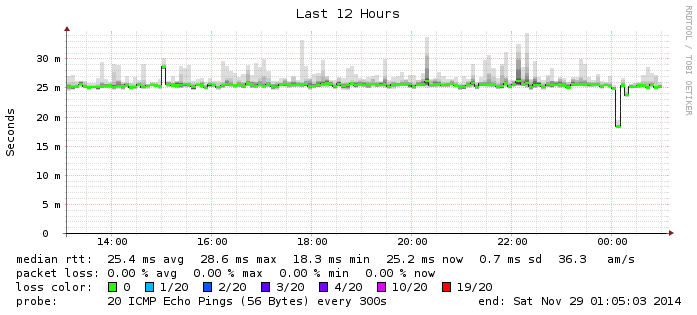 Last 12 Hours
RRDTOOL / TOBI OETIKER
Seconds
30 m
25 m
20 m
15 m
10 m
5 m
0
14:00 16:00 18:00 20:00 22:00 00:00
median rtt: 25.4 ms avg 28.6 ms max 18.3 ms min 25.2 ms now 0.7 ms sd 36.3 am/s
packet loss: 0.00 % avg 0.00 % max 0.00 % min 0.00 % now
loss color: 0 1/20 2/20 3/20 4/20 10/20 19/20
probe: 20 ICMP Echo Pings (56 Bytes) every 300s end: Sat Nov 29 01:05:03 2014